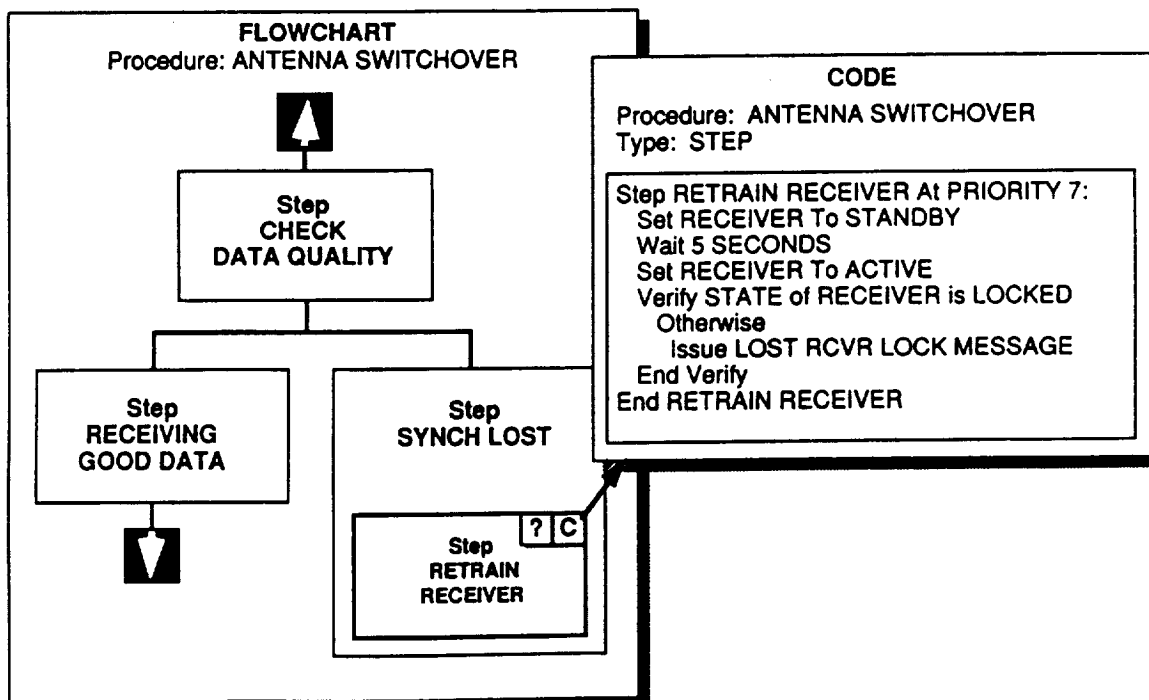 FLOWCHART
Procedure: ANTENNA SWITCHOVER
Step
CHECK
DATA QUALITY
Step
RECEIVING
GOOD DATA
Step
SYNCH LOST
? C
Step
RETRAIN
RECEIVER
CODE
Procedure: ANTENNA SWITCHOVER
Type: STEP
Step RETRAIN RECEIVER At PRIORITY 7:
Set RECEIVER To STANDBY
Wait 5 SECONDS
Set RECEIVER To ACTIVE
Verify STATE of RECEIVER is LOCKED
Otherwise
Issue LOST RCVR LOCK MESSAGE
End Verify
End RETRAIN RECEIVER